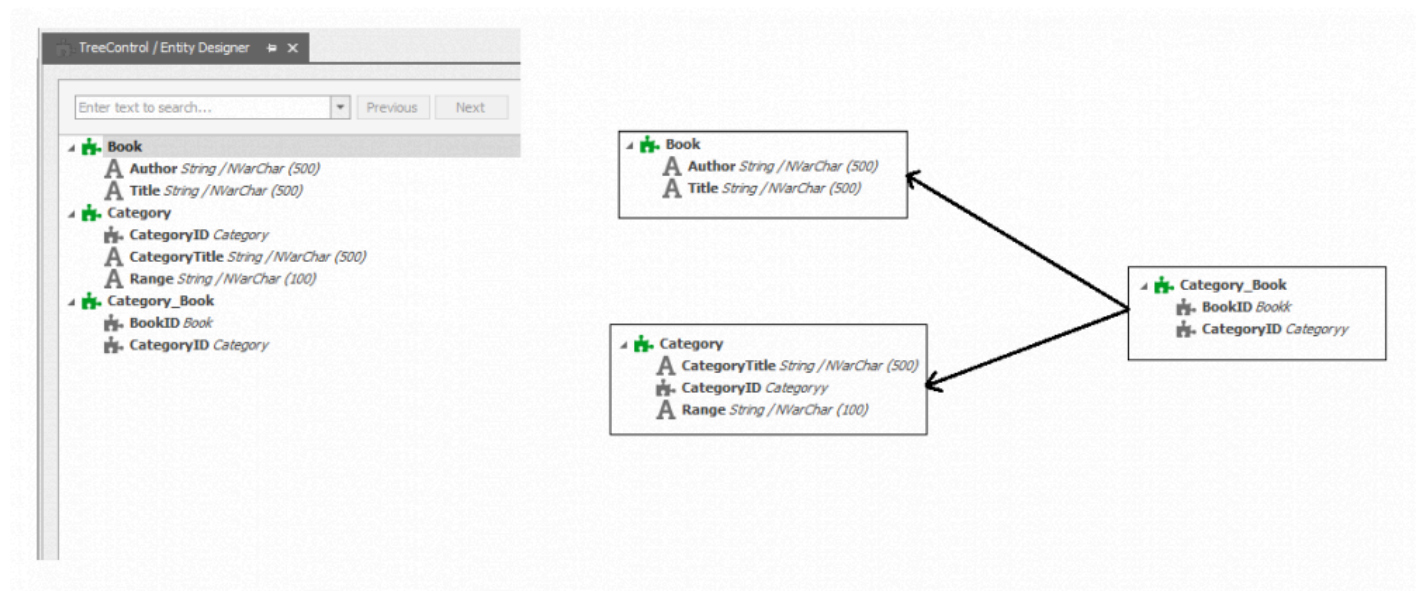 TreeControl / Entity Designer
Enter text to search...
Previous
Next
Book
Author String / NVarChar (500)
Title String / NVarChar (500)
Category
CategoryID Category
CategoryTitle String / NVarChar (500)
Range String / NVarChar (100)
Category_Book
BookID Book
CategoryID Category
Book
Author String / NVarChar (500)
Title String / NVarChar (500)
Category
CategoryTitle String / NVarChar (500)
CategoryID Categoryy
Range String / NVarChar (100)
Category_Book
BookID Bookk
CategoryID Categoryy